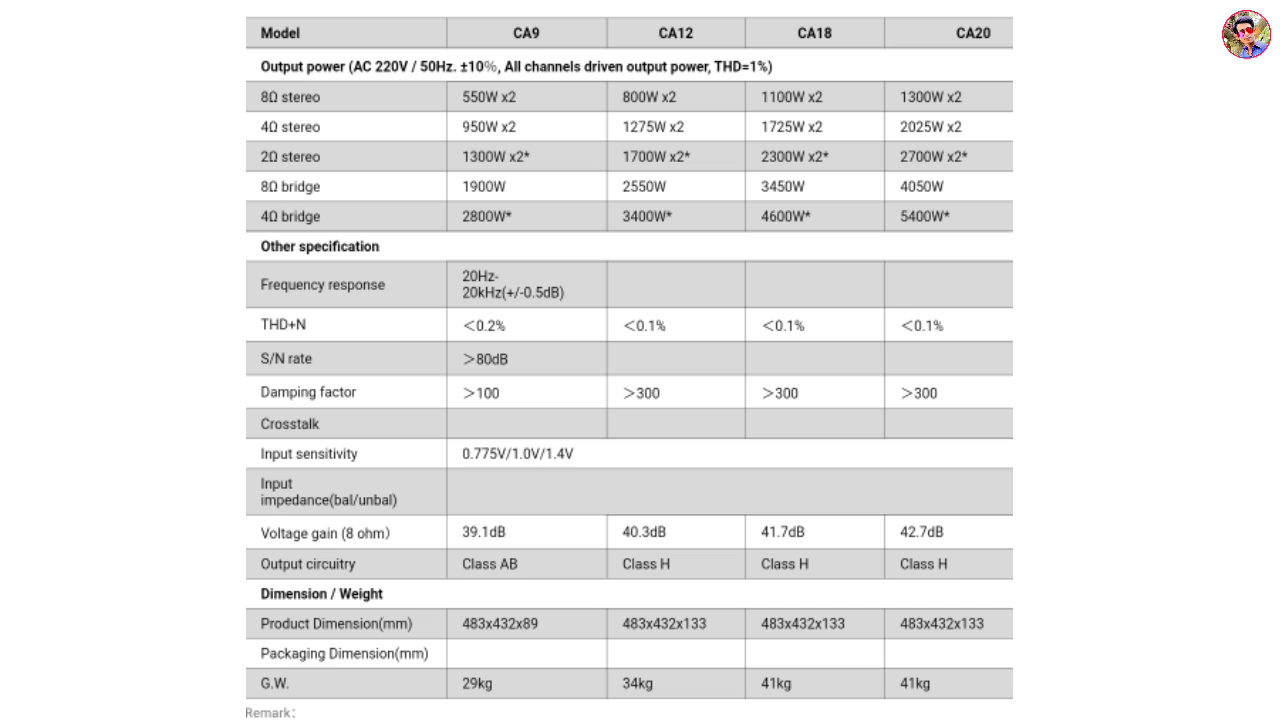 Model CA9 CA12 CA18 CA20
Output power (AC 220V / 50Hz. ±10%, All channels driven output power, THD=1%)
8Ω stereo 550W x2 800W x2 1100W x2 1300W x2
4Ω stereo 950W x2 1275W x2 1725W x2 2025W x2
2Ω stereo 1300W x2* 1700W x2* 2300W x2* 2700W x2*
8Ω bridge 1900W 2550W 3450W 4050W
4Ω bridge 2800W* 3400W* 4600W* 5400W*
Other specification
Frequency response 20Hz-
20kHz(+/-0.5dB)
THD+N <0.2% <0.1% <0.1% <0.1%
S/N rate >80dB
Damping factor >100 >300 >300 >300
Crosstalk
Input sensitivity 0.775V/1.0V/1.4V
Input
impedance(bal/unbal)
Voltage gain (8 ohm) 39.1dB 40.3dB 41.7dB 42.7dB
Output circuitry Class AB Class H Class H Class H
Dimension / Weight
Product Dimension(mm) 483x432x89 483x432x133 483x432x133 483x432x133
Packaging Dimension(mm)
G.W. 29kg 34kg 41kg 41kg
Remark: